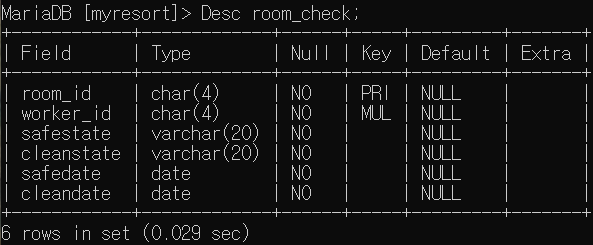 MariaDB [myresort]> Desc room_check;
+------------+-------------+------+-----+---------+-------+
| Field      | Type        | Null | Key | Default | Extra |
+------------+-------------+------+-----+---------+-------+
| room_id    | char(4)     | NO   | PRI | NULL    |       |
| worker_id  | char(4)     | NO   | MUL | NULL    |       |
| safestate  | varchar(20) | NO   |     | NULL    |       |
| cleanstate | varchar(20) | NO   |     | NULL    |       |
| safedate   | date        | NO   |     | NULL    |       |
| cleandate  | date        | NO   |     | NULL    |       |
+------------+-------------+------+-----+---------+-------+
6 rows in set (0.029 sec)